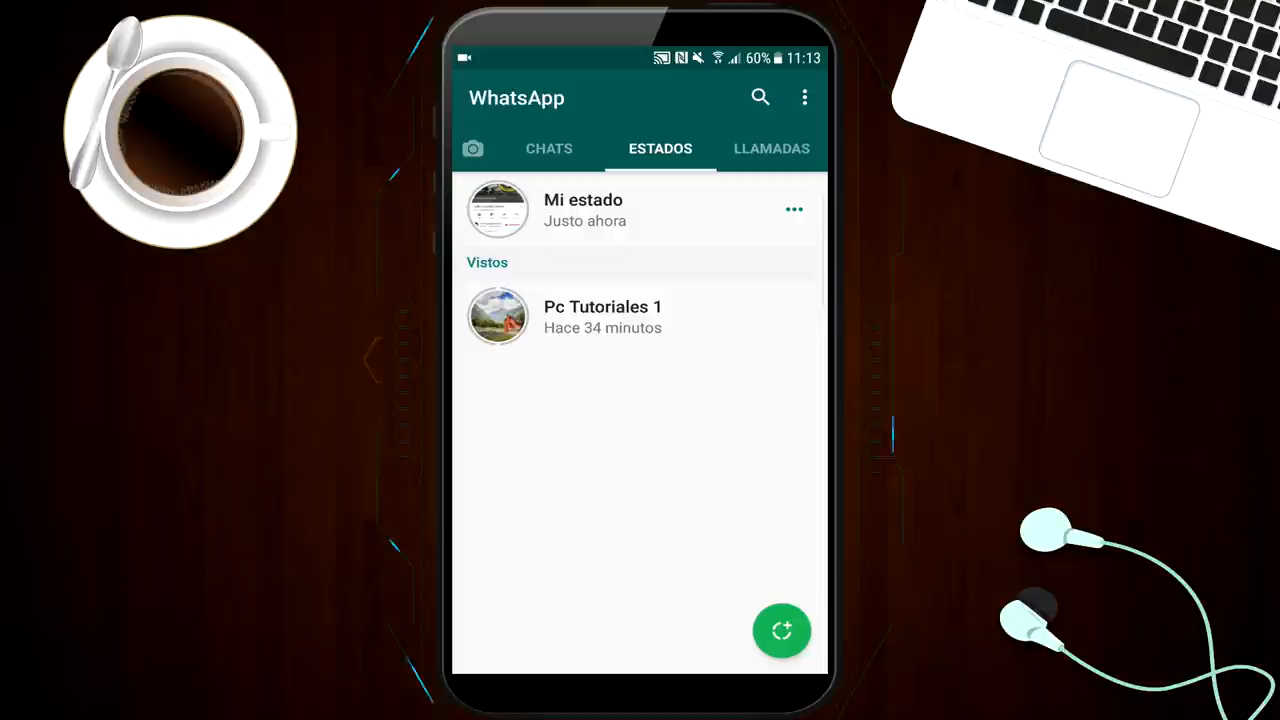 60% 11:13
WhatsApp
CHATS ESTADOS LLAMADAS
Mi estado
Justo ahora
Vistos
Pc Tutoriales 1
Hace 34 minutos